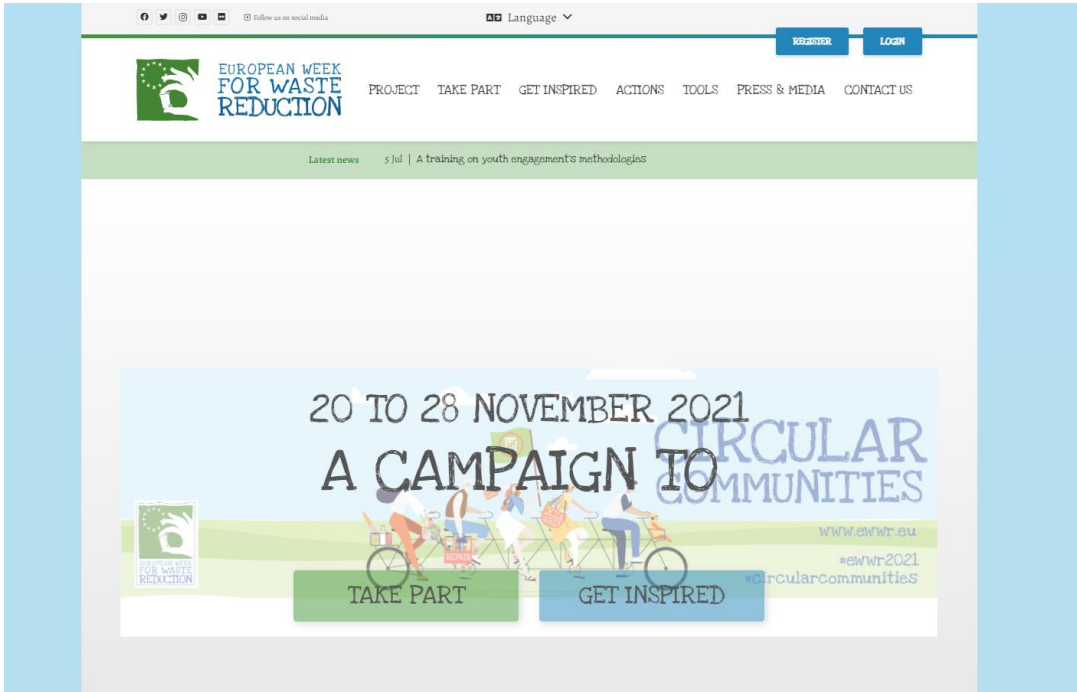 Follow us on social media
Language
REGISTER
LOGIN
EUROPEAN WEEK
FOR WASTE
REDUCTION
PROJECT TAKE PART GET INSPIRED ACTIONS TOOLS PRESS & MEDIA CONTACT US
Latest news 5 Jul | A training on youth engagement's methodologies
20 TO 28 NOVEMBER 2021
A CAMPAIGN TO
CIRCULAR
COMMUNITIES
www.ewwr.eu
#ewwr2021
#circularcommunities
REPAIR
EUROPEAN WEEK
FOR WASTE
REDUCTION
TAKE PART
GET INSPIRED